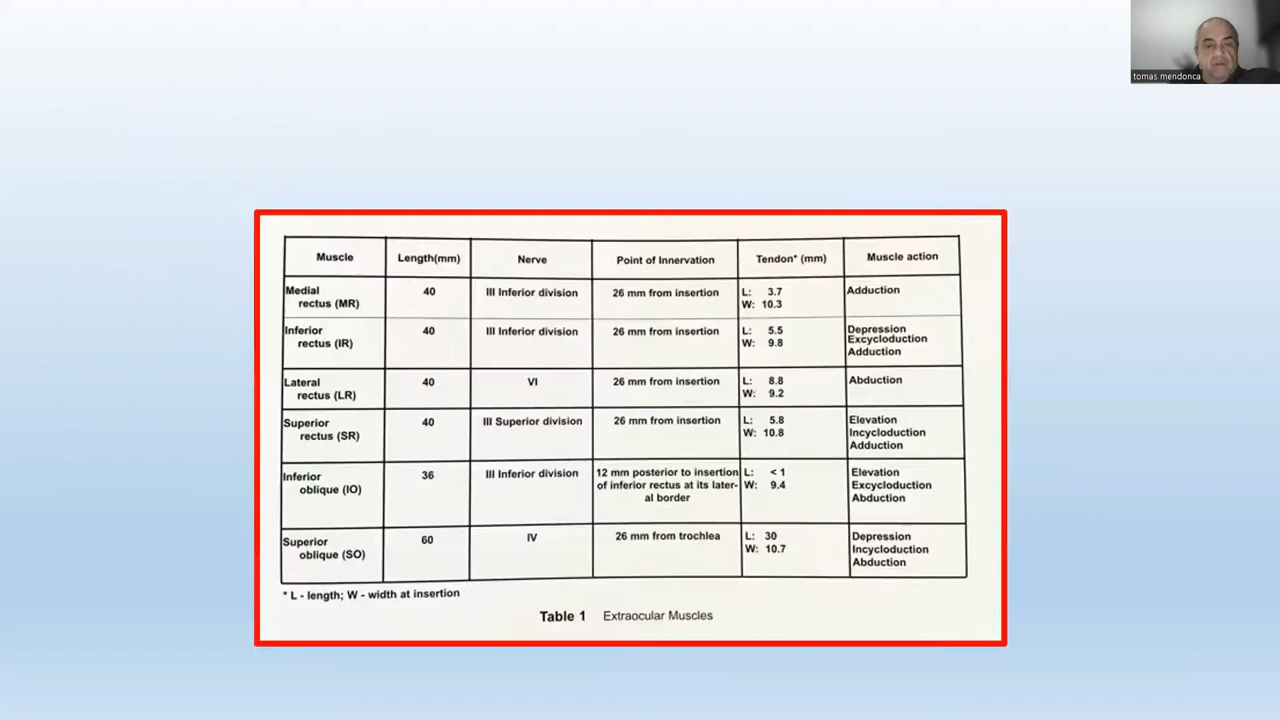 tomas mendonca
Muscle Length(mm) Nerve Point of Innervation Tendon* (mm) Muscle action
Medial 40 III Inferior division 26 mm from insertion L: 3.7 Adduction
rectus (MR) W: 10.3
Inferior 40 III Inferior division 26 mm from insertion L: 5.5 Depression
rectus (IR) W: 9.8 Excycloduction
Adduction
Lateral 40 VI 26 mm from insertion L: 8.8 Abduction
rectus (LR) W: 9.2
Superior 40 III Superior division 26 mm from insertion L: 5.8 Elevation
rectus (SR) W: 10.8 Incycloduction
Adduction
Inferior 36 III Inferior division 12 mm posterior to insertion L: < 1 Elevation
oblique (IO) of inferior rectus at its later- W: 9.4 Excycloduction
al border Abduction
Superior 60 IV 26 mm from trochlea L: 30 Depression
oblique (SO) W: 10.7 Incycloduction
Abduction
* L - length; W - width at insertion
Table 1 Extraocular Muscles